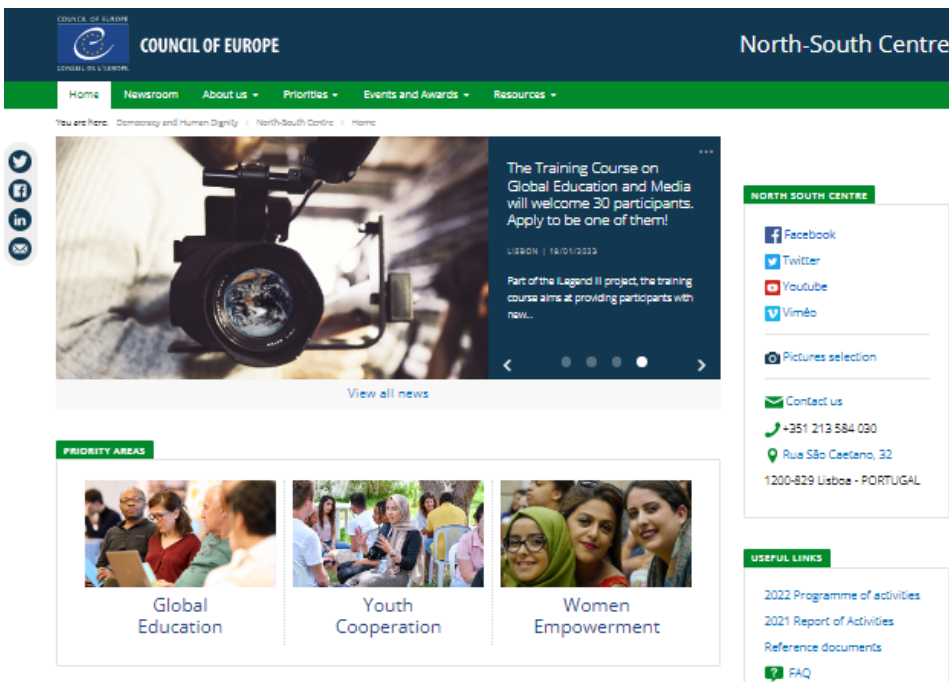 COUNCIL OF EUROPE
CONSEIL DE L'EUROPE
COUNCIL OF EUROPE
North-South Centre
Home Newsroom About us Priorities Events and Awards Resources
You are here: Democracy and Human Dignity > North-South Centre > Home
The Training Course on
Global Education and Media
will welcome 30 participants.
Apply to be one of them!
LISBON | 18/01/2023
Part of the iLegend II project, the training
course aims at providing participants with
new...
View all news
PRIORITY AREAS
Global
Education
Youth
Cooperation
Women
Empowerment
NORTH SOUTH CENTRE
Facebook
Twitter
Youtube
Viméo
Pictures selection
Contact us
+351 213 584 030
Rua São Caetano, 32
1200-829 Lisboa - PORTUGAL
USEFUL LINKS
2022 Programme of activities
2021 Report of Activities
Reference documents
FAQ